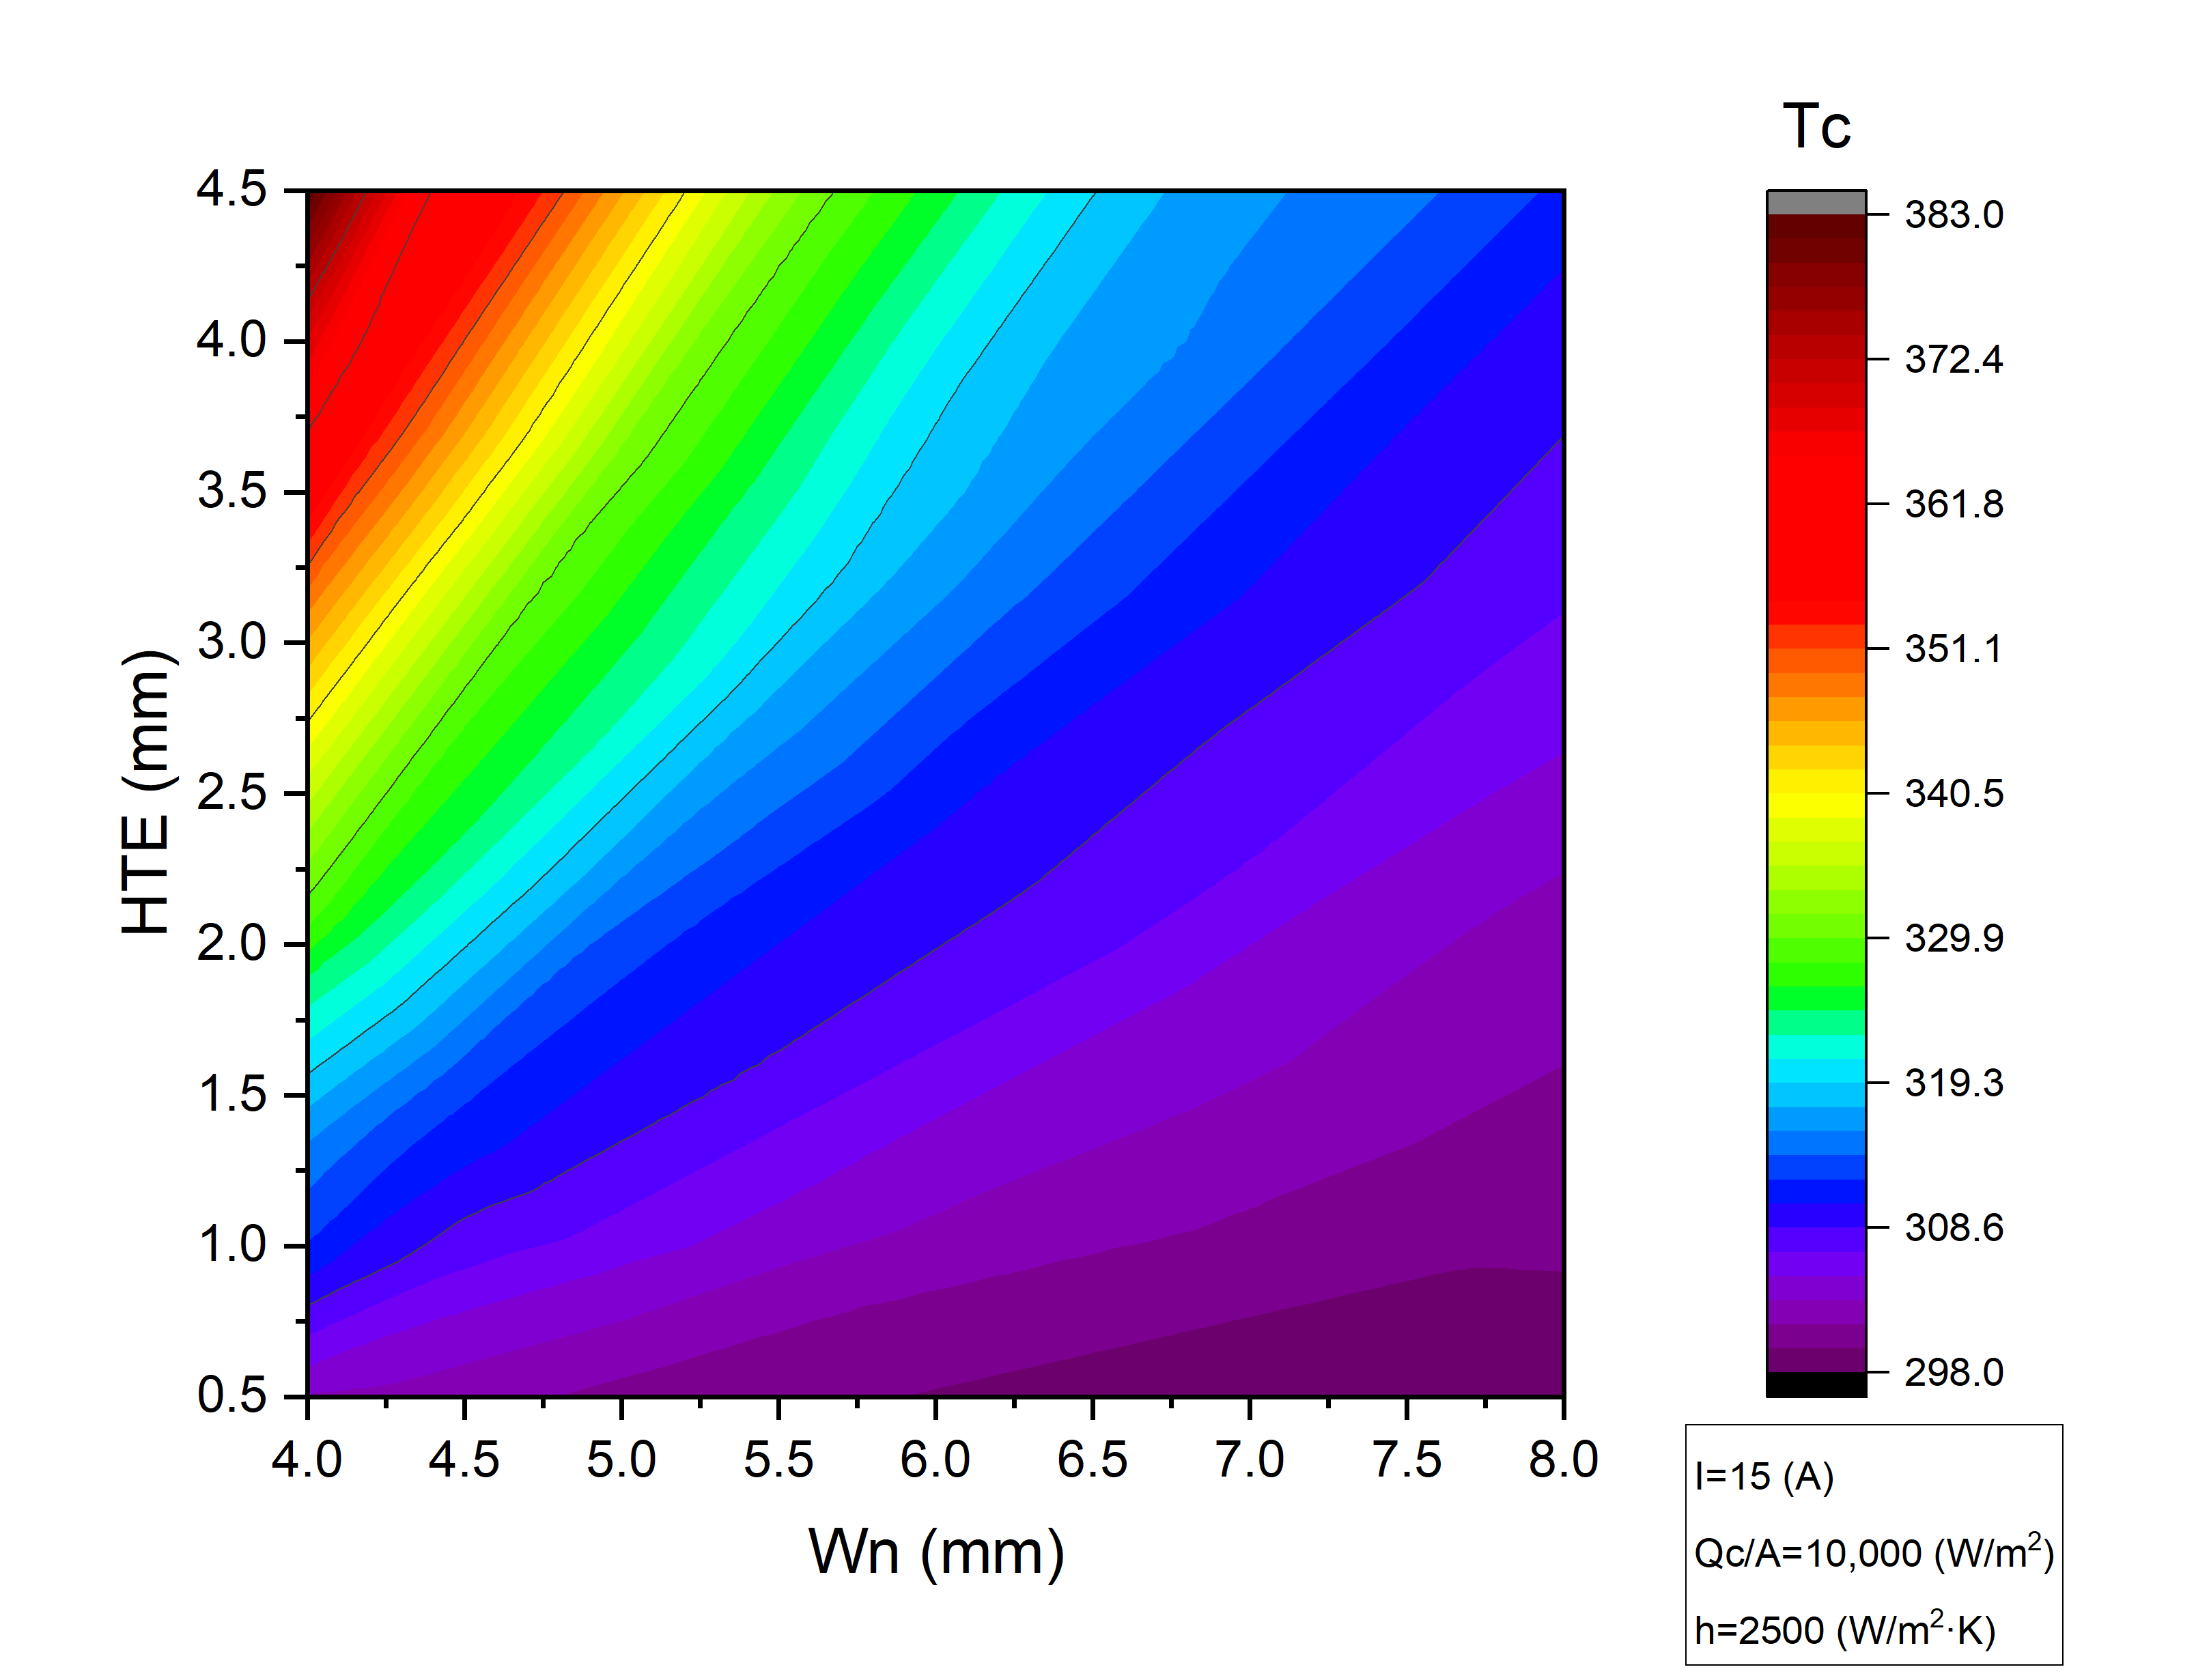 Tc
4.5
4.0
3.5
3.0
2.5
2.0
1.5
1.0
0.5
HTE (mm)
4.0 4.5 5.0 5.5 6.0 6.5 7.0 7.5 8.0
Wn (mm)
383.0
372.4
361.8
351.1
340.5
329.9
319.3
308.6
298.0
I=15 (A)
Qc/A=10,000 (W/m²)
h=2500 (W/m²·K)